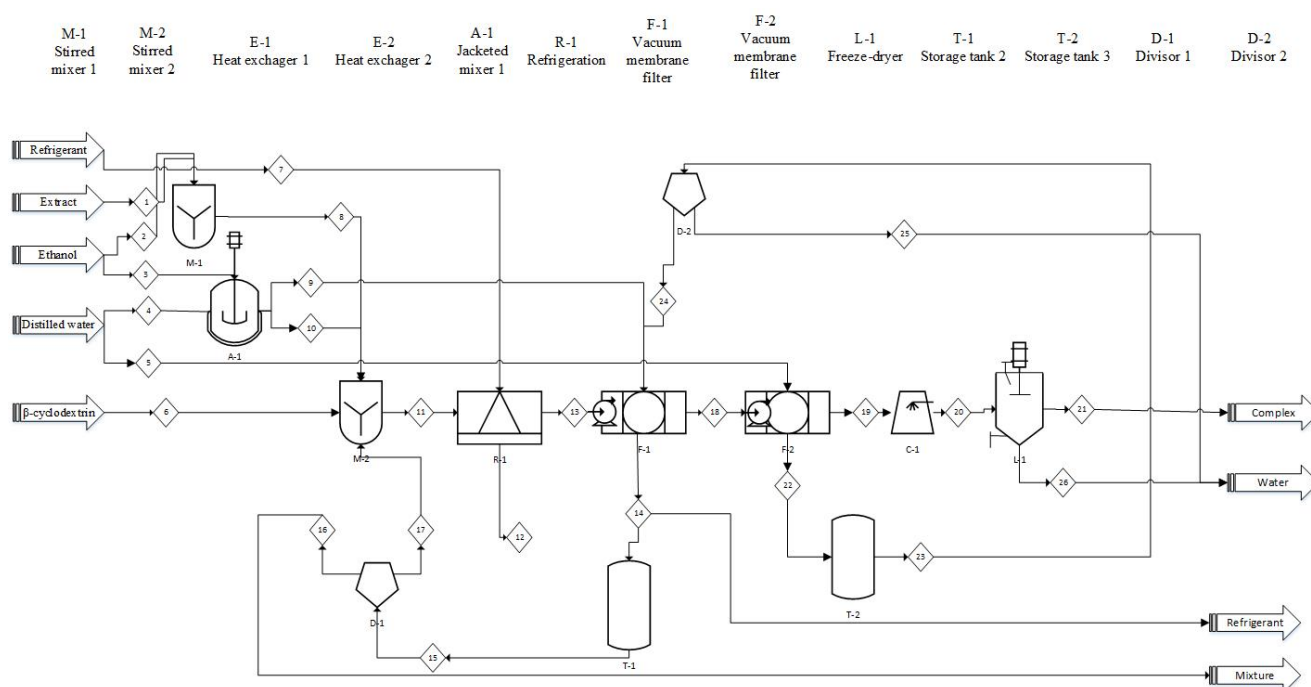 M-1
Stirred
mixer 1
M-2
Stirred
mixer 2
E-1
Heat exchager 1
E-2
Heat exchager 2
A-1
Jacketed
mixer 1
R-1
Refrigeration
F-1
Vacuum
membrane
filter
F-2
Vacuum
membrane
filter
L-1
Freeze-dryer
T-1
Storage tank 2
T-2
Storage tank 3
D-1
Divisor 1
D-2
Divisor 2
Refrigerant
7
Extract
1
2
8
Ethanol
3
M-1
D-2
25
9
24
4
Distilled water
10
A-1
5
β-cyclodextrin
6
11
13
18
19
20
21
Complex
M-2
R-1
F-1
F-2
C-1
L-1
22
26
Water
16
17
12
14
23
D-1
T-2
Refrigerant
15
T-1
Mixture